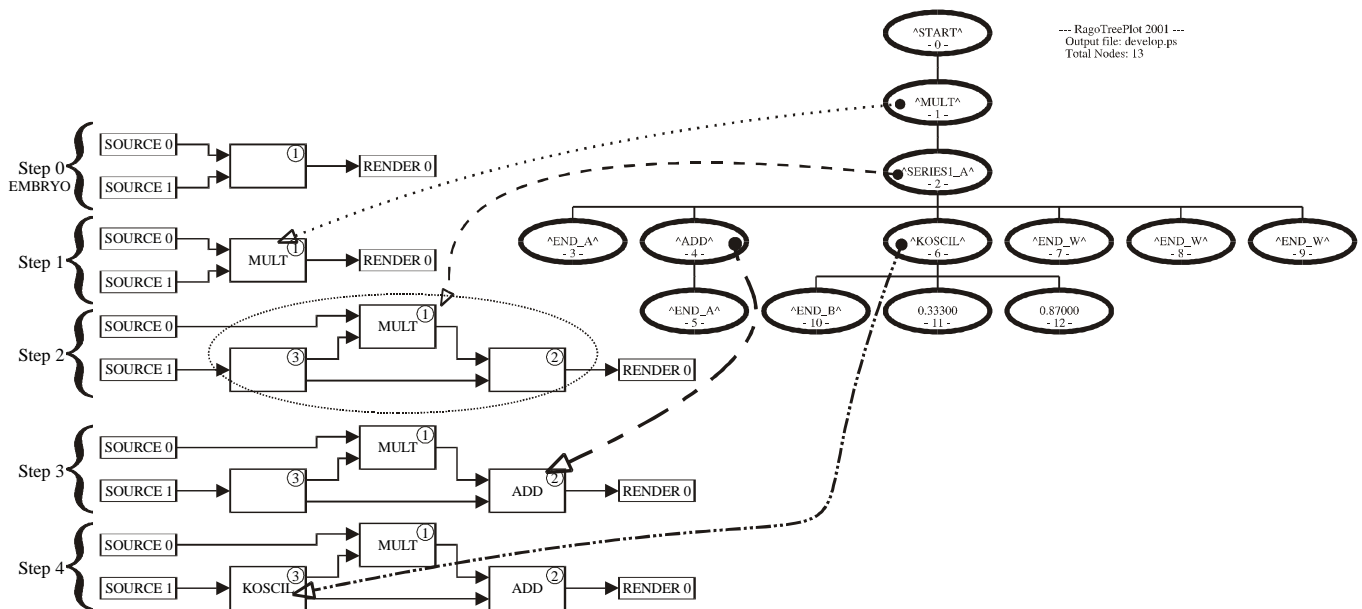 ^START^
- 0 -
--- RagoTreePlot 2001 ---
Output file: develop.ps
Total Nodes: 13
^MULT^
- 1 -
^SERIES1_A^
- 2 -
^END_A^
- 3 -
^ADD^
- 4 -
^KOSCIL^
- 6 -
^END_W^
- 7 -
^END_W^
- 8 -
^END_W^
- 9 -
^END_A^
- 5 -
^END_B^
- 10 -
0.33300
- 11 -
0.87000
- 12 -
Step 0
EMBRYO
SOURCE 0
SOURCE 1
1
RENDER 0
Step 1
SOURCE 0
SOURCE 1
MULT
1
RENDER 0
Step 2
SOURCE 0
SOURCE 1
MULT
1
3
2
RENDER 0
Step 3
SOURCE 0
SOURCE 1
MULT
1
3
ADD
2
RENDER 0
Step 4
SOURCE 0
SOURCE 1
MULT
1
KOSCIL
3
ADD
2
RENDER 0